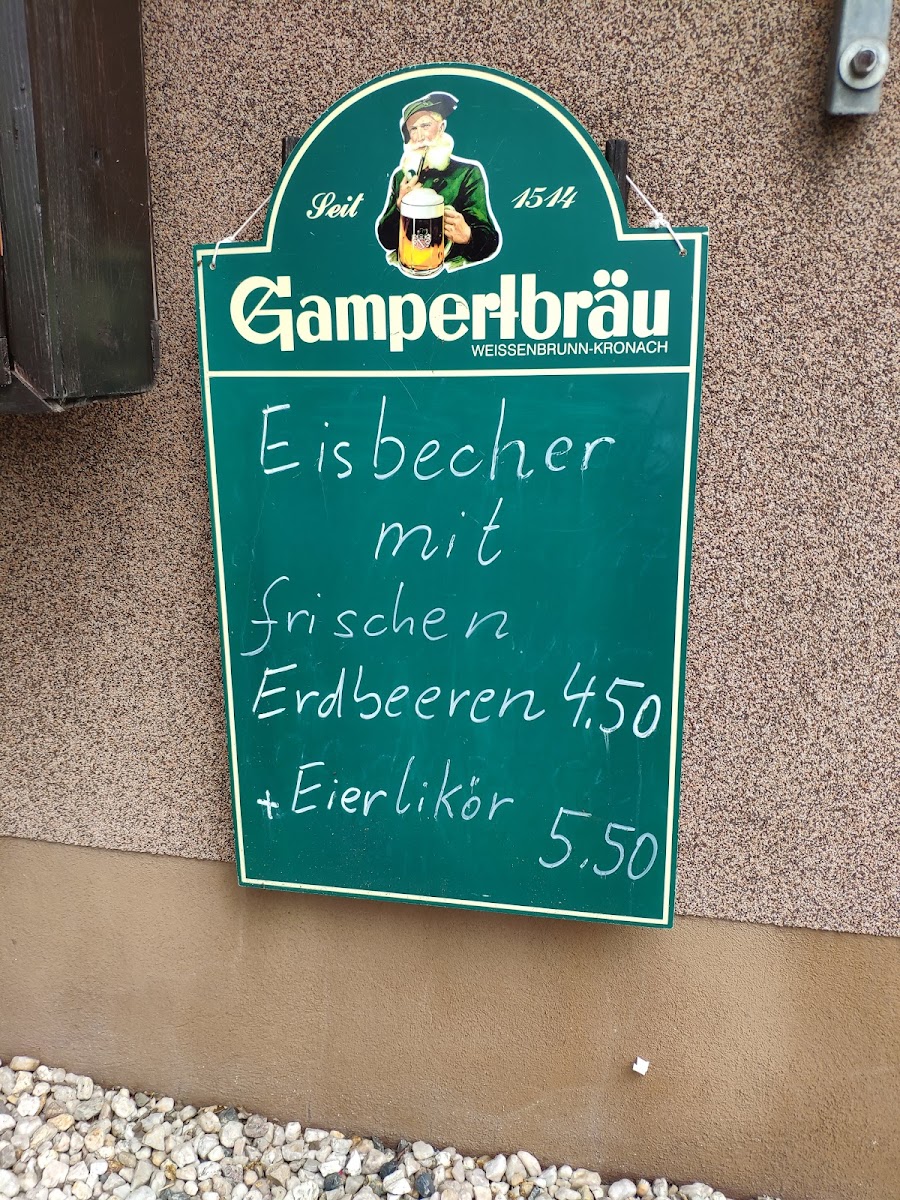 Seit 1514
Gampertbräu
WEISSENBRUNN-KRONACH
Eisbecher
mit
frischen
Erdbeeren 4.50
+ Eierlikör
5.50